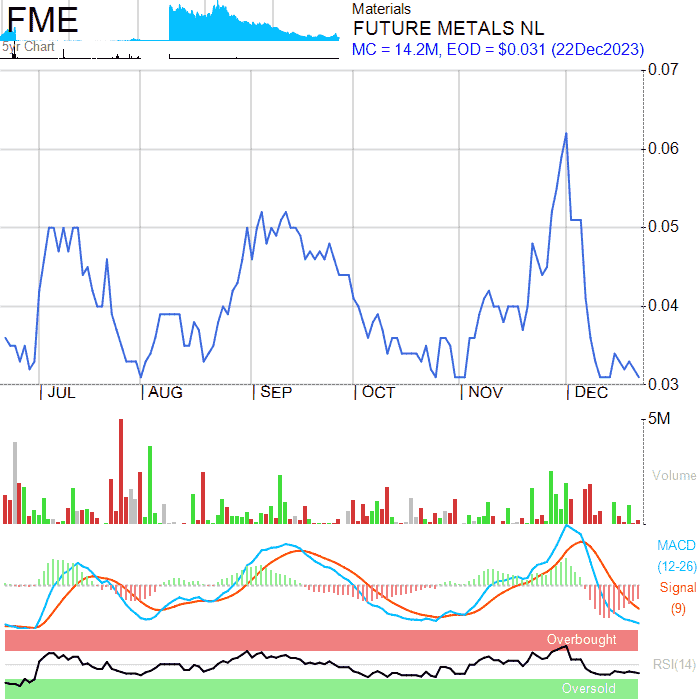 FME
5yr Chart
Materials
FUTURE METALS NL
MC = 14.2M, EOD = $0.031 (22Dec2023)
0.07
0.06
0.05
0.04
0.03
JUL AUG SEP OCT NOV DEC
5M
Volume
MACD
(12-26)
Signal
(9)
Overbought
RSI(14)
Oversold